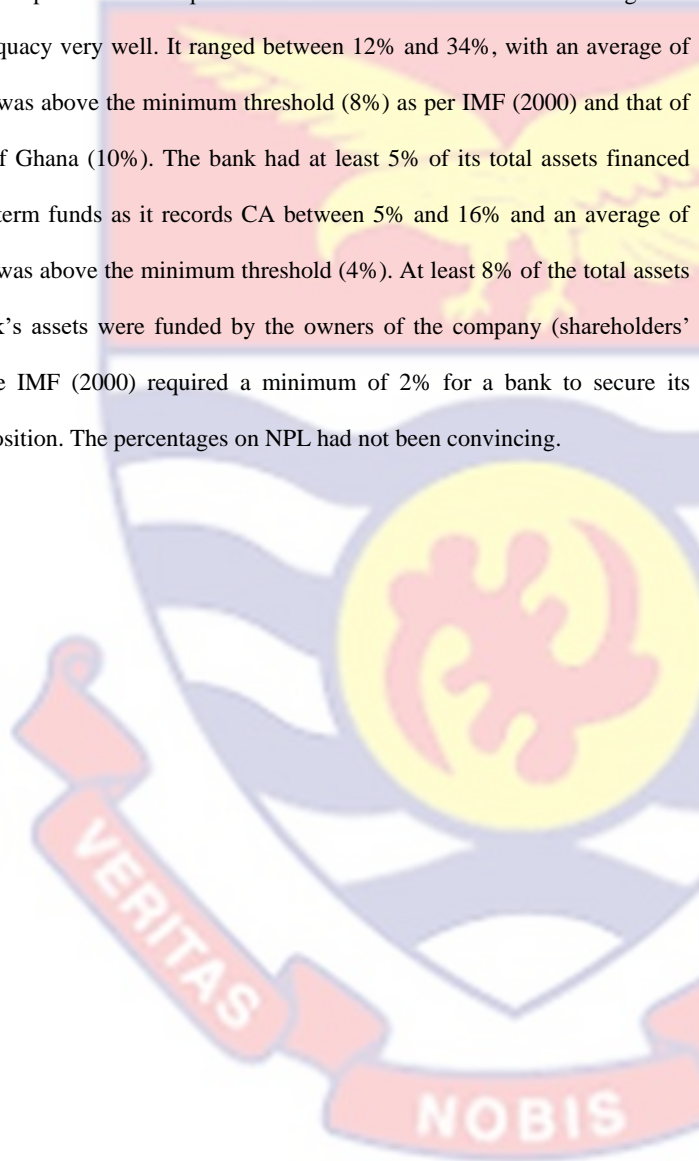 quacy very well. It ranged between 12% and 34%, with an average of
was above the minimum threshold (8%) as per IMF (2000) and that of
f Ghana (10%). The bank had at least 5% of its total assets financed
term funds as it records CA between 5% and 16% and an average of
was above the minimum threshold (4%). At least 8% of the total assets
k's assets were funded by the owners of the company (shareholders'
e IMF (2000) required a minimum of 2% for a bank to secure its
osition. The percentages on NPL had not been convincing.
VERITAS
NOBIS